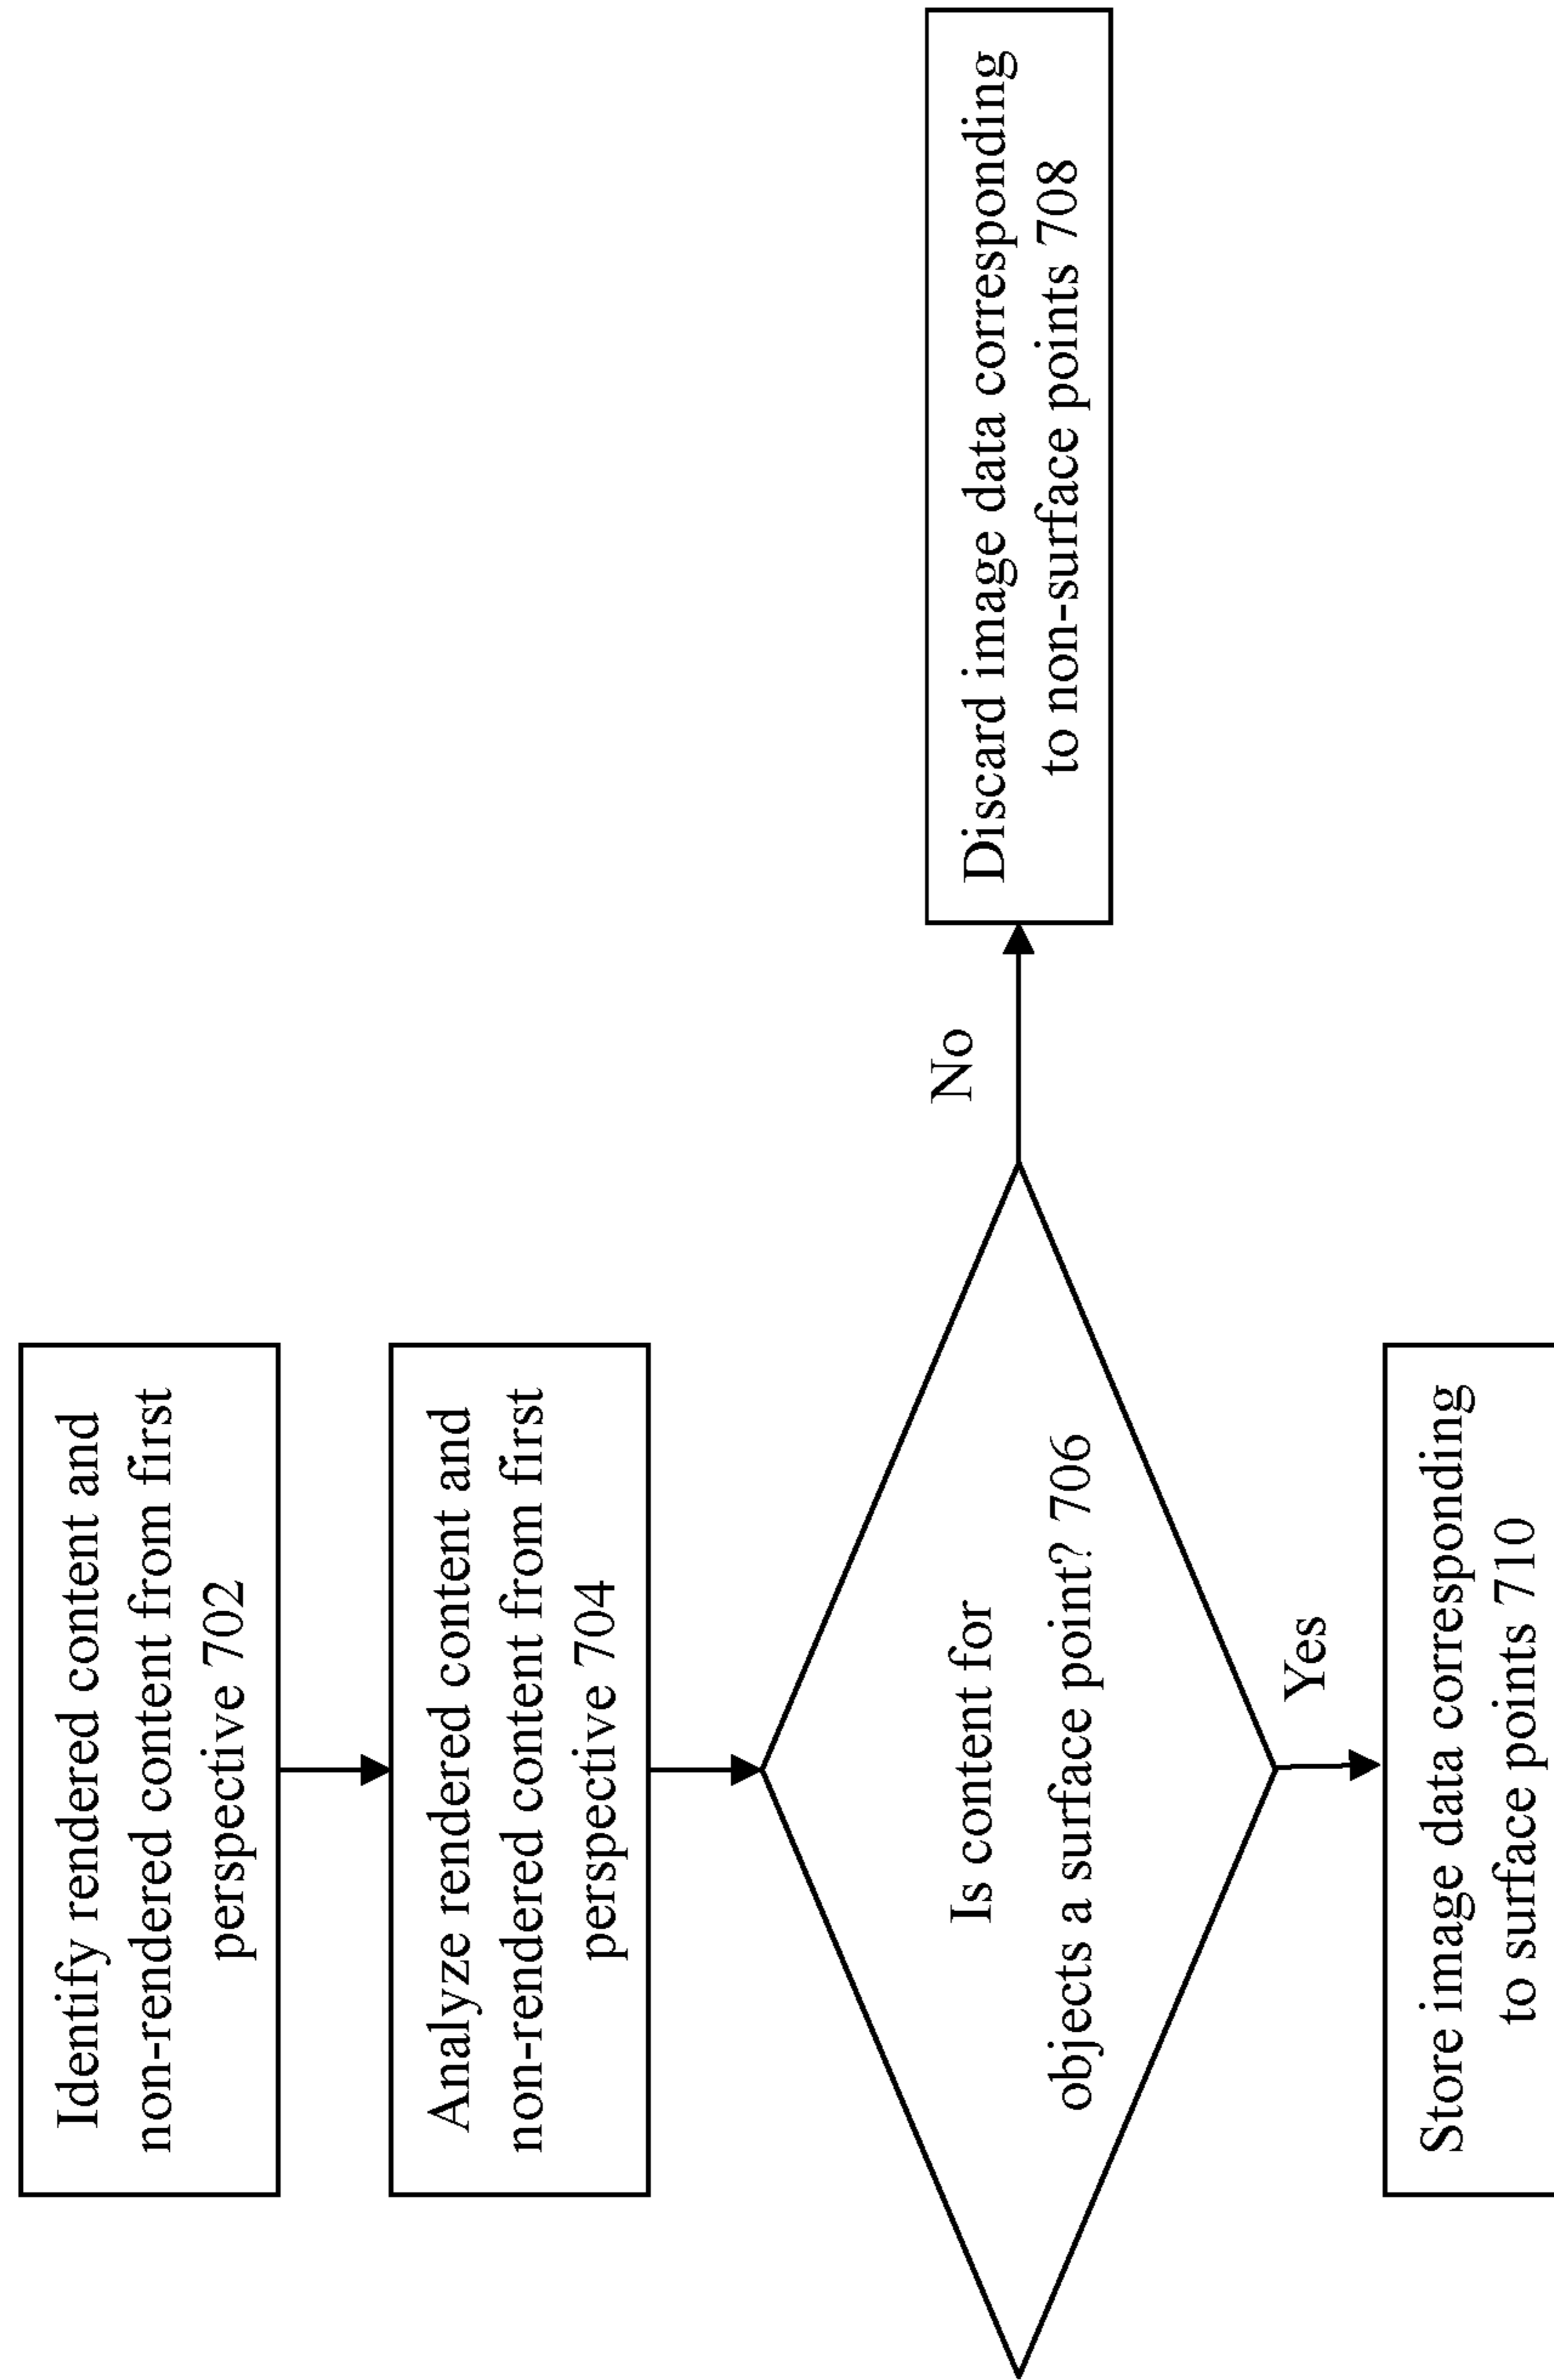 Identify rendered content and
non-rendered content from first
perspective 702
Analyze rendered content and
non-rendered content from first
perspective 704
Is content for
objects a surface point? 706
No
Discard image data corresponding
to non-surface points 708
Yes
Store image data corresponding
to surface points 710